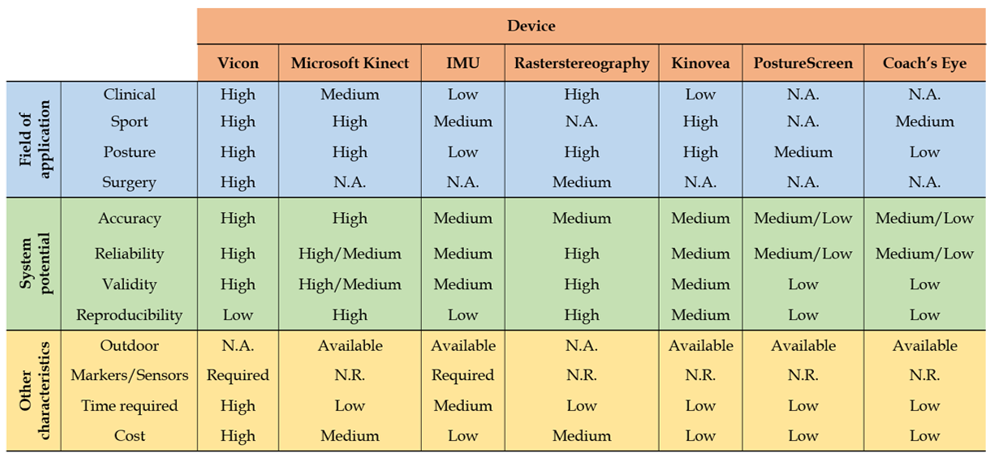 Device
Vicon Microsoft Kinect IMU Rasterstereography Kinovea PostureScreen Coach's Eye
Field of application
Clinical High Medium Low High Low N.A. N.A.
Sport High High Medium N.A. High N.A. Medium
Posture High High Low High High Medium Low
Surgery High N.A. N.A. Medium N.A. N.A. N.A.
System potential
Accuracy High High Medium Medium Medium Medium/Low Medium/Low
Reliability High High/Medium Medium High Medium Medium/Low Medium/Low
Validity High High/Medium Medium High Medium Low Low
Reproducibility Low High Low High Medium Low Low
Other characteristics
Outdoor N.A. Available Available N.A. Available Available Available
Markers/Sensors Required N.R. Required N.R. N.R. N.R. N.R.
Time required High Low Medium Low Low Low Low
Cost High Medium Low Medium Low Low Low